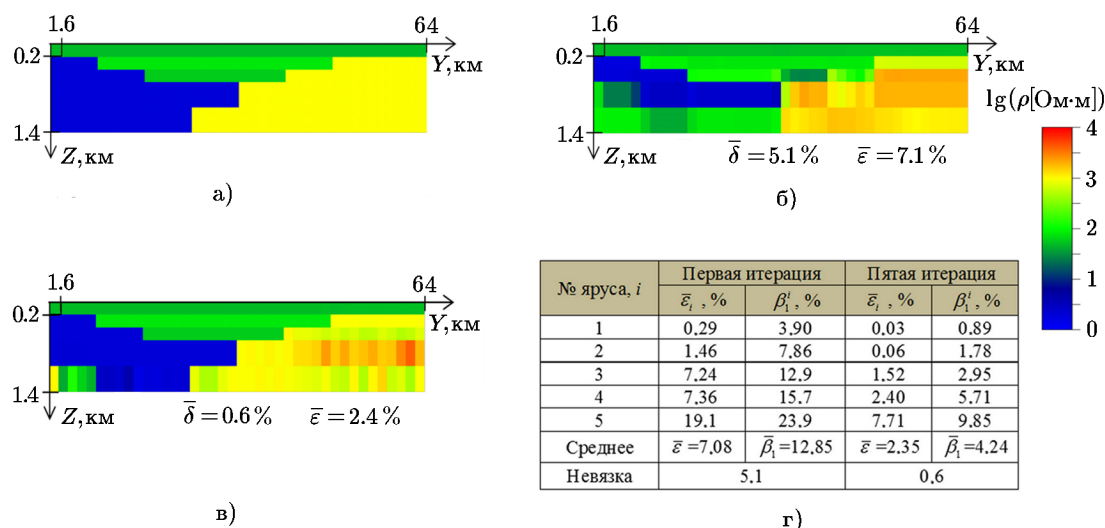 1.6 64
0.2 Y,км
1.4
Z,км
а)
1.6 64
0.2 Y,км
1.4
Z,км δ̅=5.1 % ε̅=7.1 %
б)
lg(ρ[Ом·м])
4
3
2
1
0
1.6 64
0.2 Y,км
1.4
Z,км δ̅=0.6 % ε̅=2.4 %
в)
№ яруса, i Первая итерация Пятая итерация
ε̅ᵢ , % β₁ⁱ, % ε̅ᵢ , % β₁ⁱ, %
1 0.29 3.90 0.03 0.89
2 1.46 7.86 0.06 1.78
3 7.24 12.9 1.52 2.95
4 7.36 15.7 2.40 5.71
5 19.1 23.9 7.71 9.85
Среднее ε̅ =7.08 β̅₁=12.85 ε̅ =2.35 β̅₁=4.24
Невязка 5.1 0.6
г)